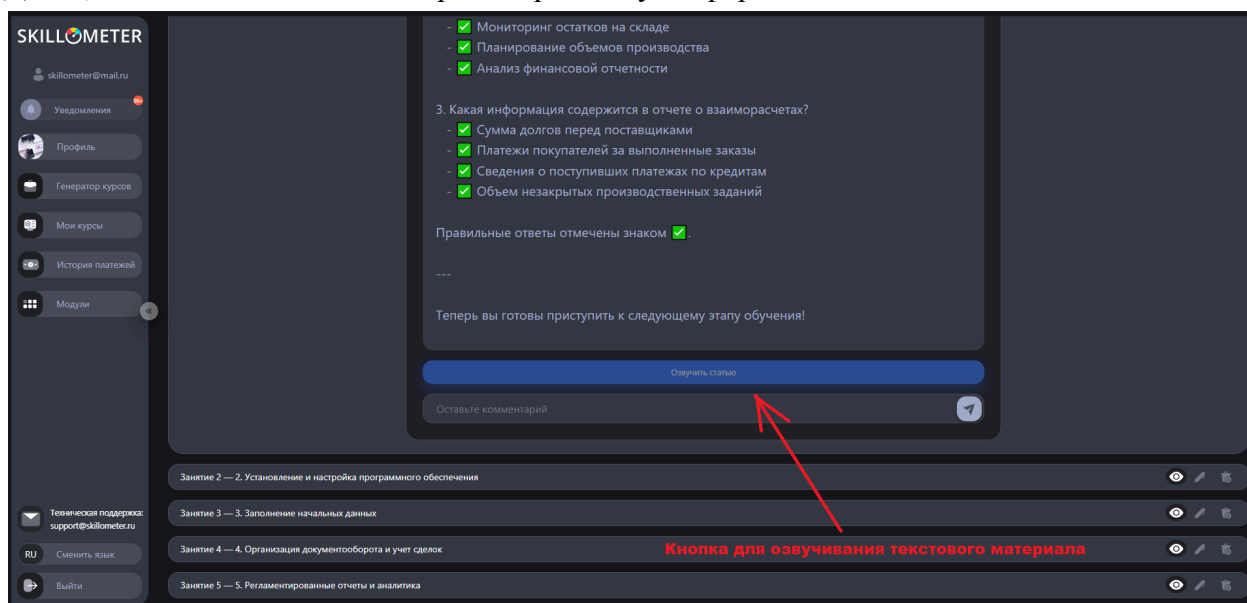 SKILLOMETER
skillometer@mail.ru
Уведомления
99+
Профиль
Генератор курсов
Мои курсы
История платежей
Модули
«
Техническая поддержка:
support@skillometer.ru
RU Сменить язык
Выйти
- ✅ Мониторинг остатков на складе
- ✅ Планирование объемов производства
- ✅ Анализ финансовой отчетности
3. Какая информация содержится в отчете о взаиморасчетах?
- ✅ Сумма долгов перед поставщиками
- ✅ Платежи покупателей за выполненные заказы
- ✅ Сведения о поступивших платежах по кредитам
- ✅ Объем незакрытых производственных заданий
Правильные ответы отмечены знаком ✅.
---
Теперь вы готовы приступить к следующему этапу обучения!
Озвучить статью
Оставьте комментарий
Занятие 2 — 2. Установление и настройка программного обеспечения
Занятие 3 — 3. Заполнение начальных данных
Занятие 4 — 4. Организация документооборота и учет сделок
Кнопка для озвучивания текстового материала
Занятие 5 — 5. Регламентированные отчеты и аналитика